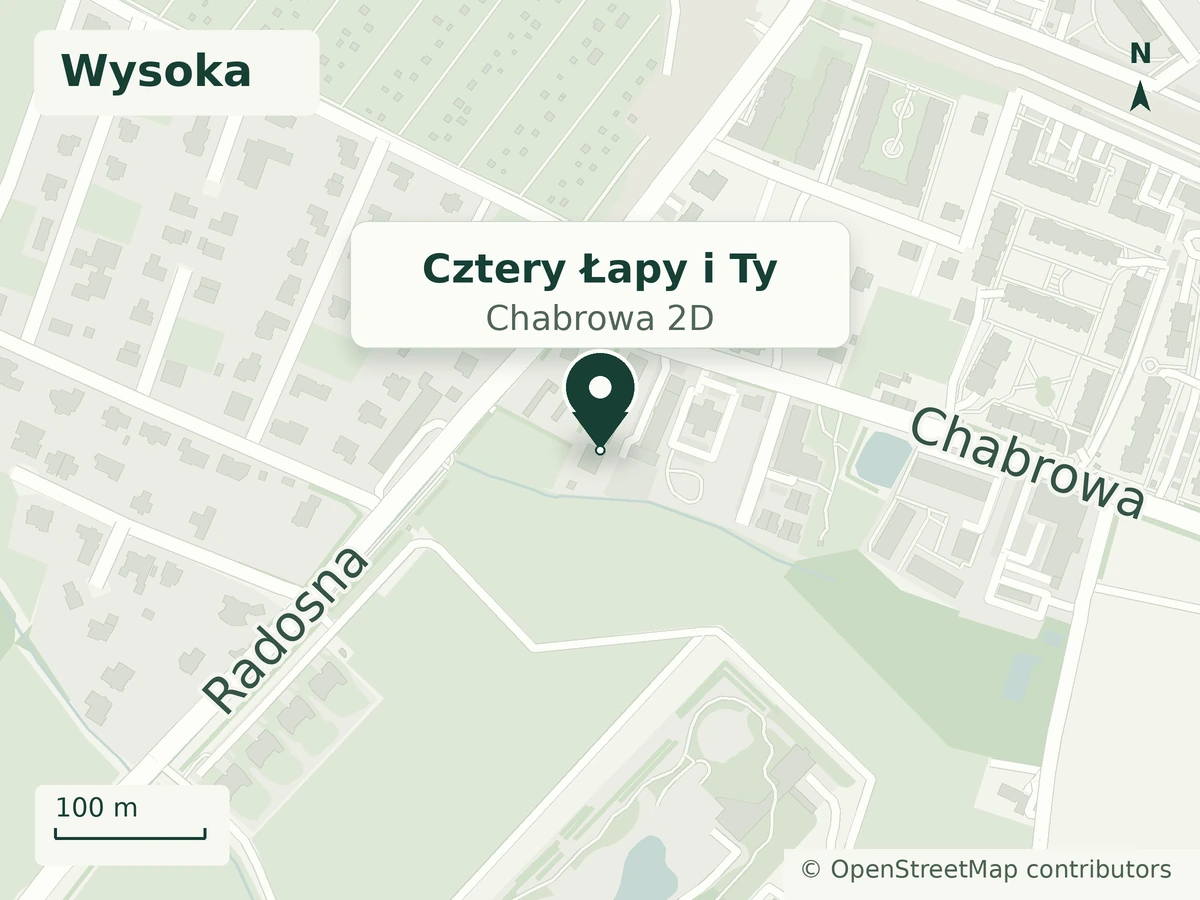 Wysoka
N
Cztery Łapy i Ty
Chabrowa 2D
Chabrowa
Radosna
100 m
© OpenStreetMap contributors